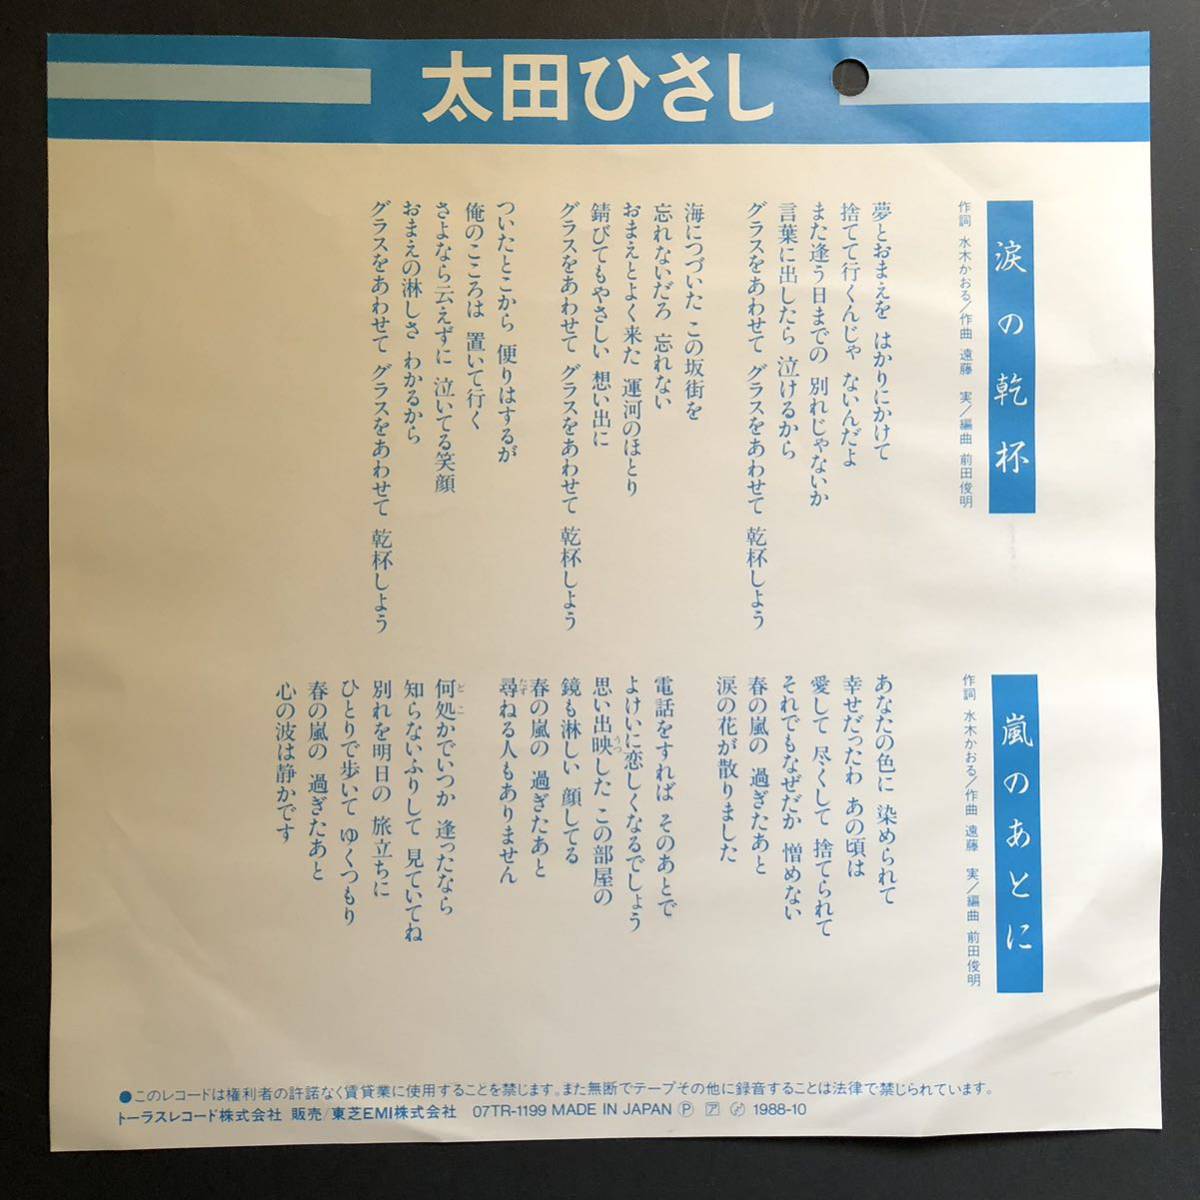 太田ひさし
涙の乾杯
作詞 水木かおる/作曲 遠藤 実/編曲 前田俊明
夢とおまえを はかりにかけて
捨てて行くんじゃ ないんだよ
また逢う日までの 別れじゃないか
言葉に出したら 泣けるから
グラスをあわせて グラスをあわせて 乾杯しよう
海につづいた この坂街を
忘れないだろ 忘れない
おまえとよく来た 運河のほとり
錆びてもやさしい 想い出に
グラスをあわせて グラスをあわせて 乾杯しよう
ついたとこから 便りはするが
俺のこころは 置いて行く
さよなら云えずに 泣いてる笑顔
おまえの淋しさ わかるから
グラスをあわせて グラスをあわせて 乾杯しよう
嵐のあとに
作詞 水木かおる/作曲 遠藤 実/編曲 前田俊明
あなたの色に 染められて
幸せだったわ あの頃は
愛して 尽くして 捨てられて
それでもなぜだか 憎めない
春の嵐の 過ぎたあと
涙の花が散りました
電話をすれば そのあとで
よけいに恋しくなるでしょう
思い出映した この部屋の
うつ
鏡も淋しい 顔してる
春の嵐の 過ぎたあと
尋ねる人もありません
たず
何処かでいつか 逢ったなら
どこ
知らないふりして 見ていてね
別れを明日の 旅立ちに
ひとりで歩いて ゆくつもり
春の嵐の 過ぎたあと
心の波は静かです
●このレコードは権利者の許諾なく賃貸業に使用することを禁じます。また無断でテープその他に録音することは法律で禁じられています。
トーラスレコード株式会社 販売/東芝EMI株式会社 07TR-1199 MADE IN JAPAN Ⓟ ア 1988-10